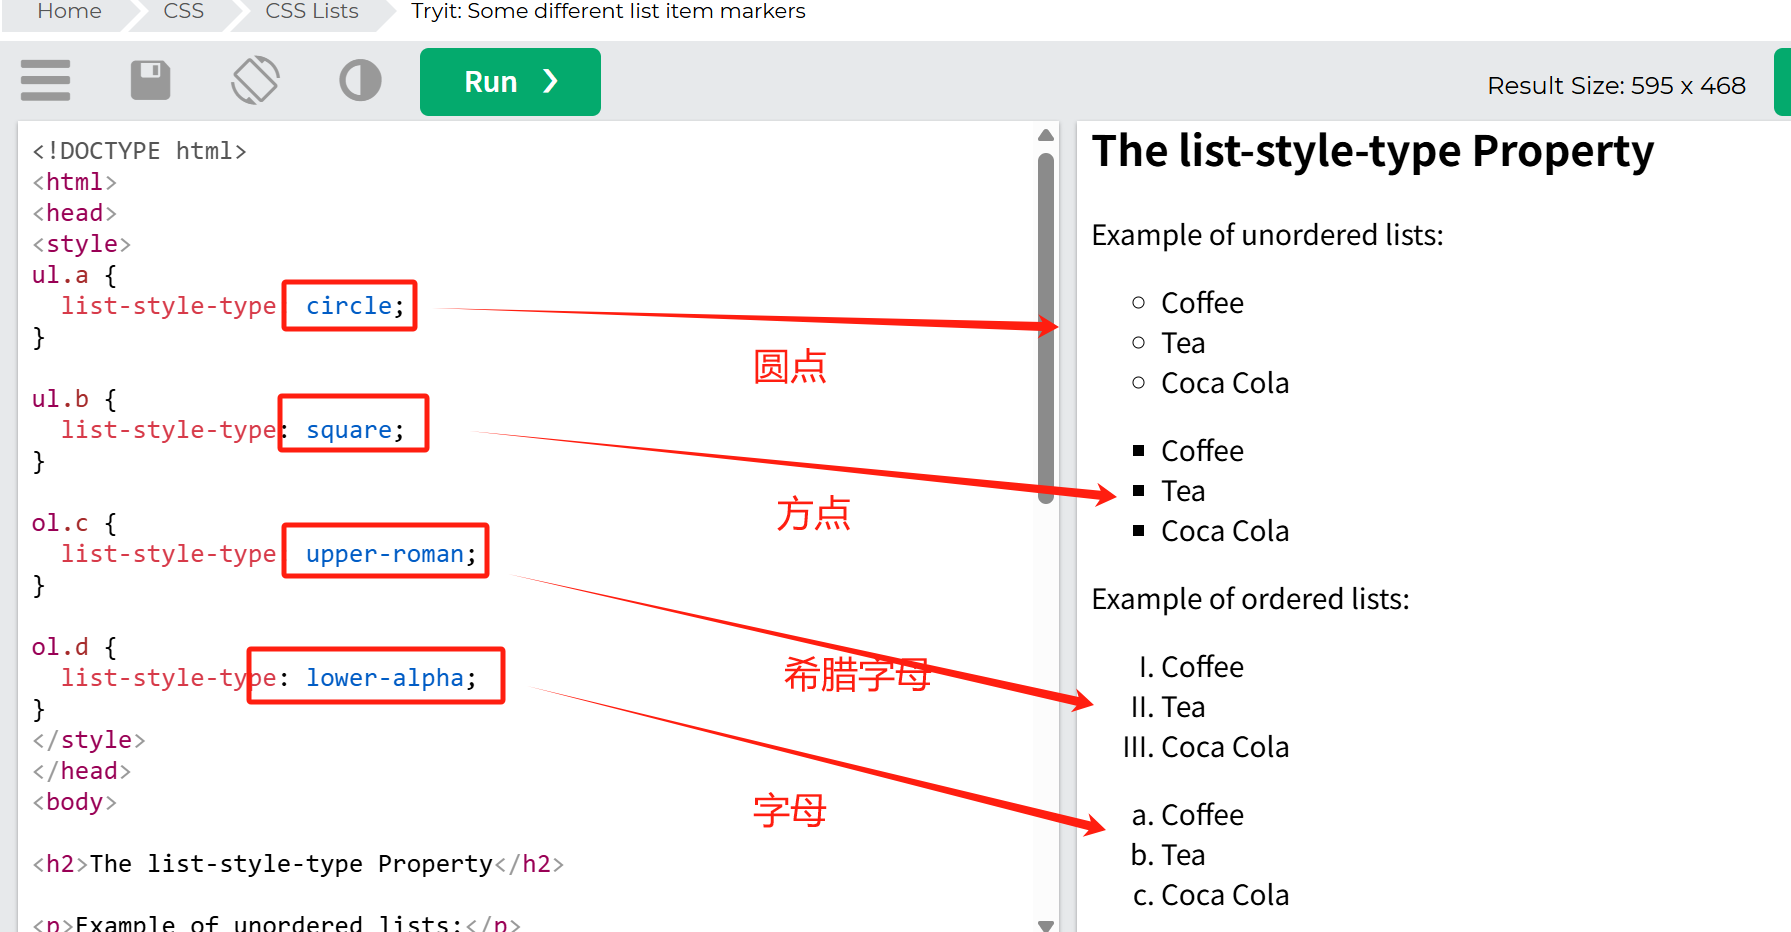 Home CSS CSS Lists Tryit: Some different list item markers
Run ❯
Result Size: 595 x 468
<!DOCTYPE html>
<html>
<head>
<style>
ul.a {
  list-style-type circle;
}
ul.b {
  list-style-type: square;
}
ol.c {
  list-style-type upper-roman;
}
ol.d {
  list-style-type: lower-alpha;
}
</style>
</head>
<body>
<h2>The list-style-type Property</h2>
<p>Example of unordered lists:</p>
圆点
方点
希腊字母
字母
The list-style-type Property
Example of unordered lists:
Coffee
Tea
Coca Cola
Coffee
Tea
Coca Cola
Example of ordered lists:
I. Coffee
II. Tea
III. Coca Cola
a. Coffee
b. Tea
c. Coca Cola